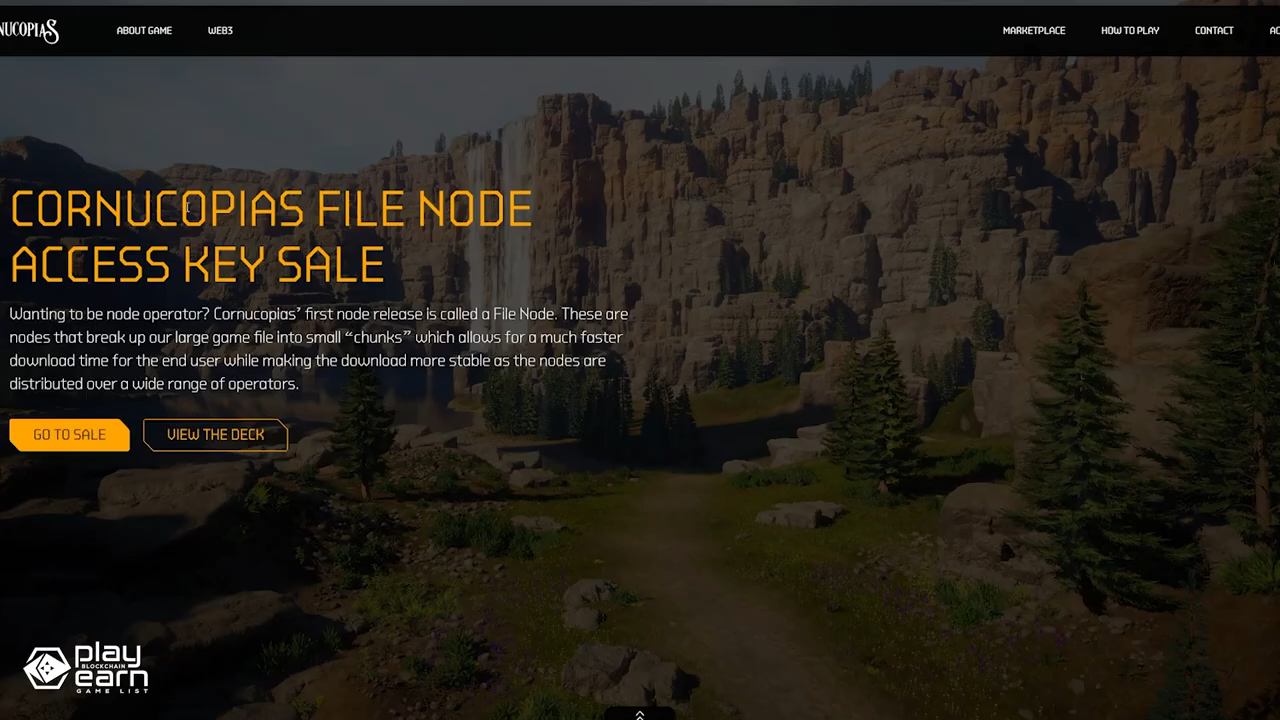 NUCOPIAS
ABOUT GAME
WEB3
MARKETPLACE
HOW TO PLAY
CONTACT
AC
CORNUCOPIAS FILE NODE
ACCESS KEY SALE
Wanting to be node operator? Cornucopias' first node release is called a File Node. These are
nodes that break up our large game file into small “chunks” which allows for a much faster
download time for the end user while making the download more stable as the nodes are
distributed over a wide range of operators.
GO TO SALE
VIEW THE DECK
play
BLOCKCHAIN
earn
GAME LIST